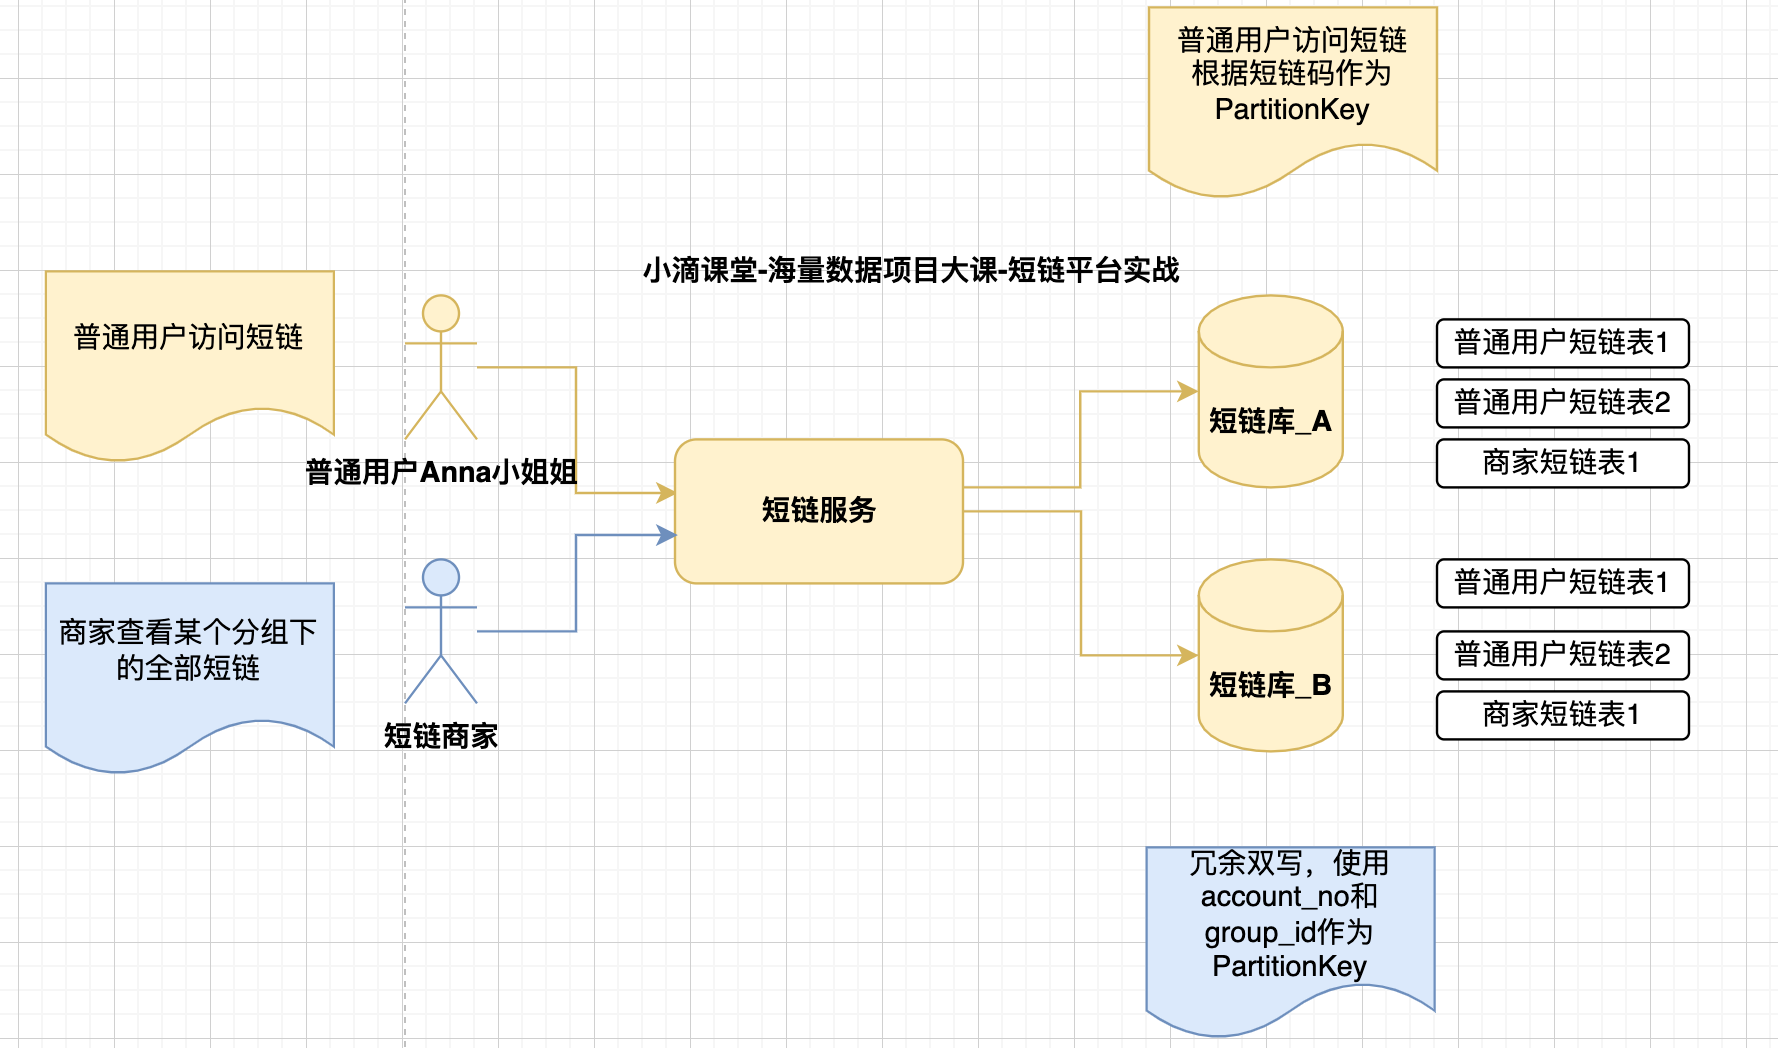 普通用户访问短链
根据短链码作为
PartitionKey
小滴课堂-海量数据项目大课-短链平台实战
普通用户访问短链
普通用户Anna小姐姐
商家查看某个分组下
的全部短链
短链商家
短链服务
短链库_A
普通用户短链表1
普通用户短链表2
商家短链表1
短链库_B
普通用户短链表1
普通用户短链表2
商家短链表1
冗余双写，使用
account_no和
group_id作为
PartitionKey